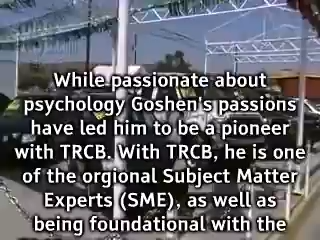 While passionate about
psychology Goshen's passions
have led him to be a pioneer
with TRCB. With TRCB, he is one
of the orgional Subject Matter
Experts (SME), as well as
being foundational with the